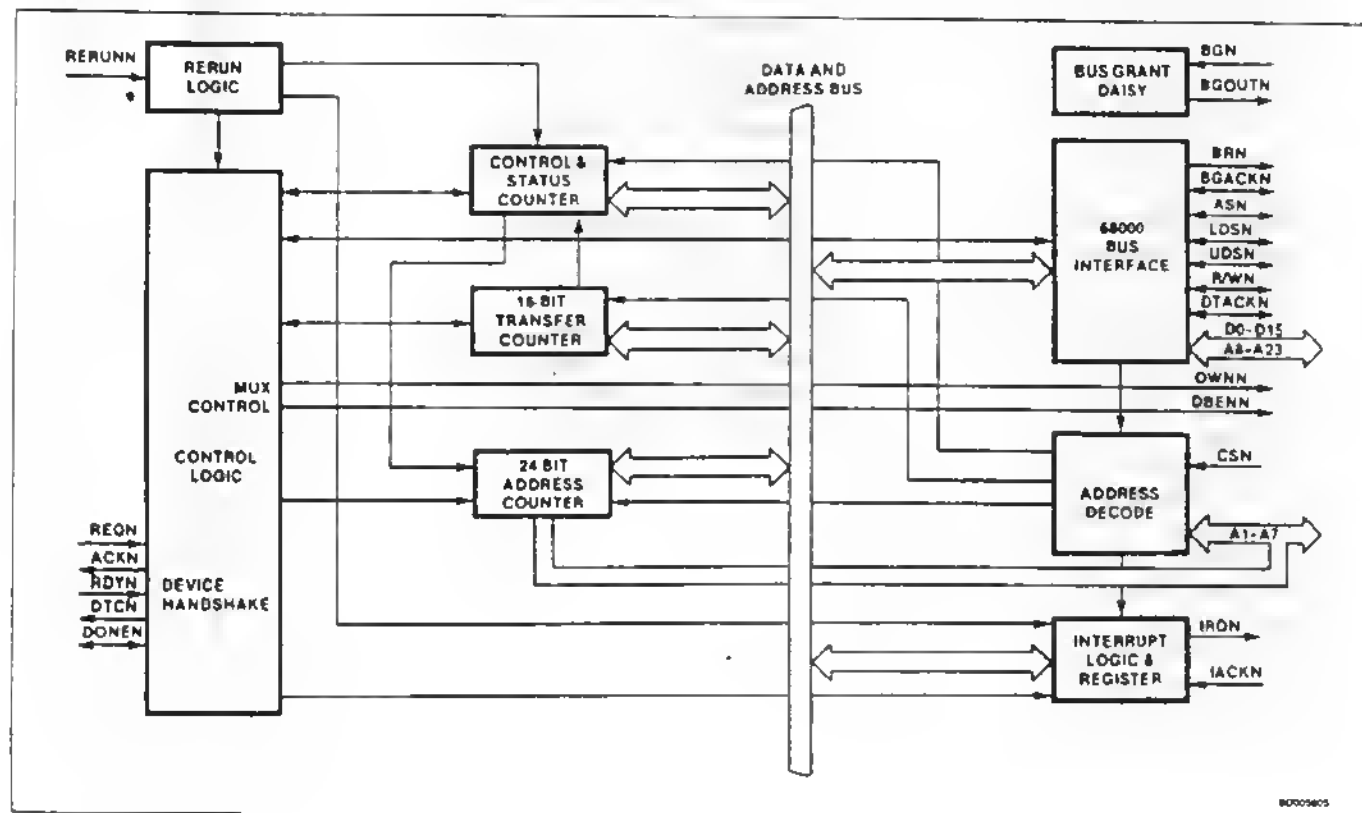 RERUNN
*
RERUN
LOGIC
DATA AND
ADDRESS BUS
BUS GRANT
DAISY
BGN
BGOUTN
CONTROL &
STATUS
COUNTER
68000
BUS
INTERFACE
BRN
BGACKN
ASN
LDSN
UDSN
R/WN
DTACKN
D0-D15
A8-A23
16-BIT
TRANSFER
COUNTER
MUX
CONTROL
OWNN
DBENN
CONTROL
LOGIC
24 BIT
ADDRESS
COUNTER
ADDRESS
DECODE
CSN
A1-A7
REQN
ACKN
RDYN
DTCN
DONEN
DEVICE
HANDSHAKE
INTERRUPT
LOGIC &
REGISTER
IRQN
IACKN
BD005805